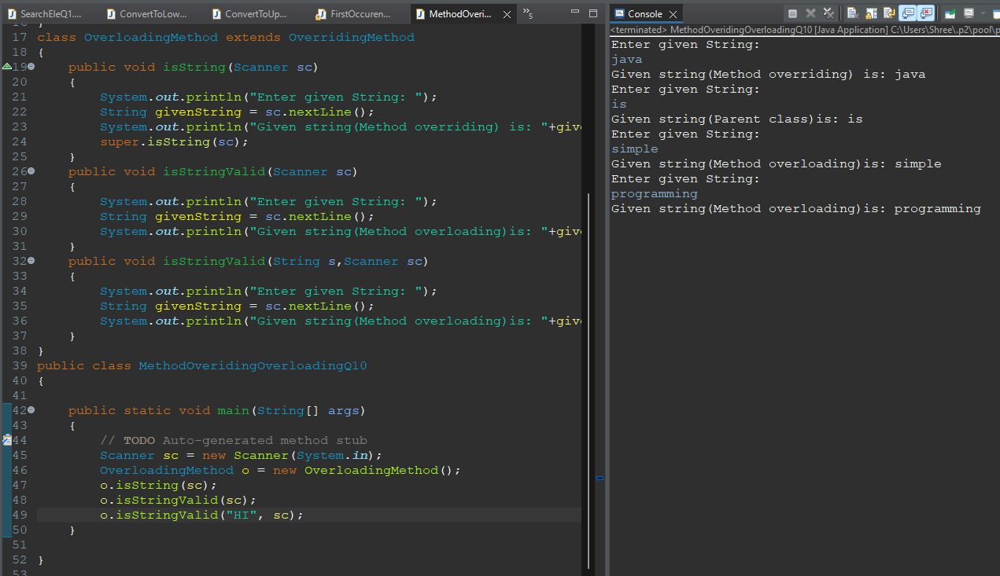 SearchEleQ1....
ConvertToLow...
ConvertToUp...
FirstOccuren...
MethodOveri...
»5
Console
<terminated> MethodOveridingOverloadingQ10 [Java Application] C:\Users\Shree\.p2\pool\p
17 class OverloadingMethod extends OverridingMethod
18 {
19 public void isString(Scanner sc)
20 {
21 System.out.println("Enter given String: ");
22 String givenString = sc.nextLine();
23 System.out.println("Given string(Method overriding) is: "+give
24 super.isString(sc);
25 }
26 public void isStringValid(Scanner sc)
27 {
28 System.out.println("Enter given String: ");
29 String givenString = sc.nextLine();
30 System.out.println("Given string(Method overloading)is: "+give
31 }
32 public void isStringValid(String s,Scanner sc)
33 {
34 System.out.println("Enter given String: ");
35 String givenString = sc.nextLine();
36 System.out.println("Given string(Method overloading)is: "+give
37 }
38 }
39 public class MethodOveridingOverloadingQ10
40 {
41
42 public static void main(String[] args)
43 {
44 // TODO Auto-generated method stub
45 Scanner sc = new Scanner(System.in);
46 OverloadingMethod o = new OverloadingMethod();
47 o.isString(sc);
48 o.isStringValid(sc);
49 o.isStringValid("HI", sc);
50 }
51
52 }
53
Enter given String:
java
Given string(Method overriding) is: java
Enter given String:
is
Given string(Parent class)is: is
Enter given String:
simple
Given string(Method overloading)is: simple
Enter given String:
programming
Given string(Method overloading)is: programming